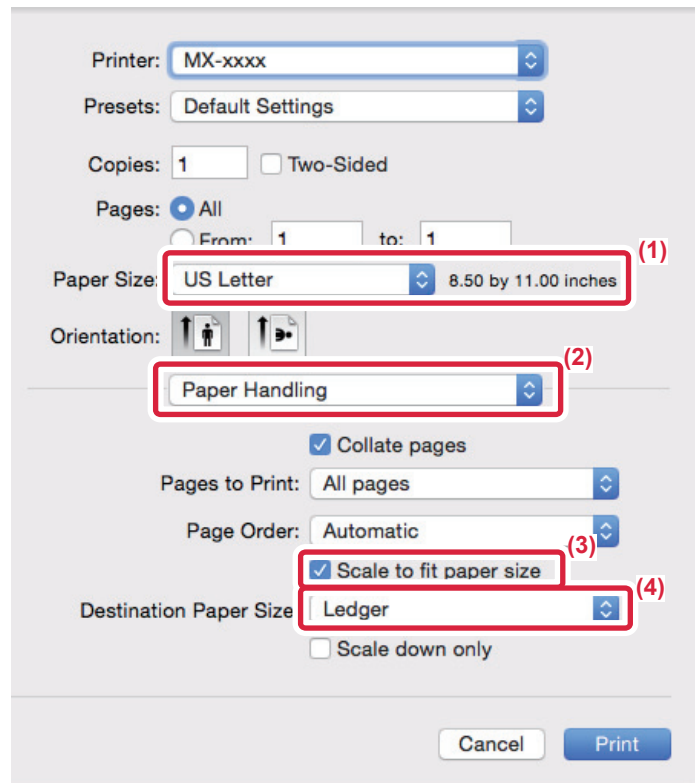 Printer: MX-xxxx
Presets: Default Settings
Copies: 1 Two-Sided
Pages: All
From: 1 to: 1
(1)
Paper Size: US Letter 8.50 by 11.00 inches
Orientation:
(2)
Paper Handling
Collate pages
Pages to Print: All pages
Page Order: Automatic
(3)
Scale to fit paper size
(4)
Destination Paper Size Ledger
Scale down only
Cancel Print